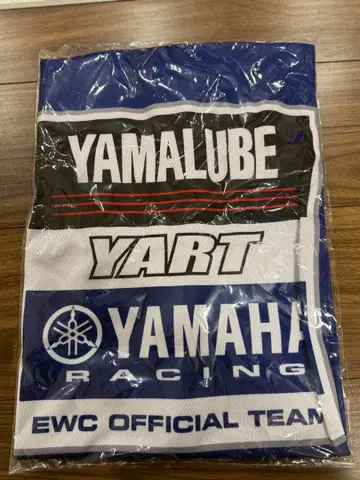 YAMALUBE
YART
YAMAHA
RACING
EWC OFFICIAL TEAM